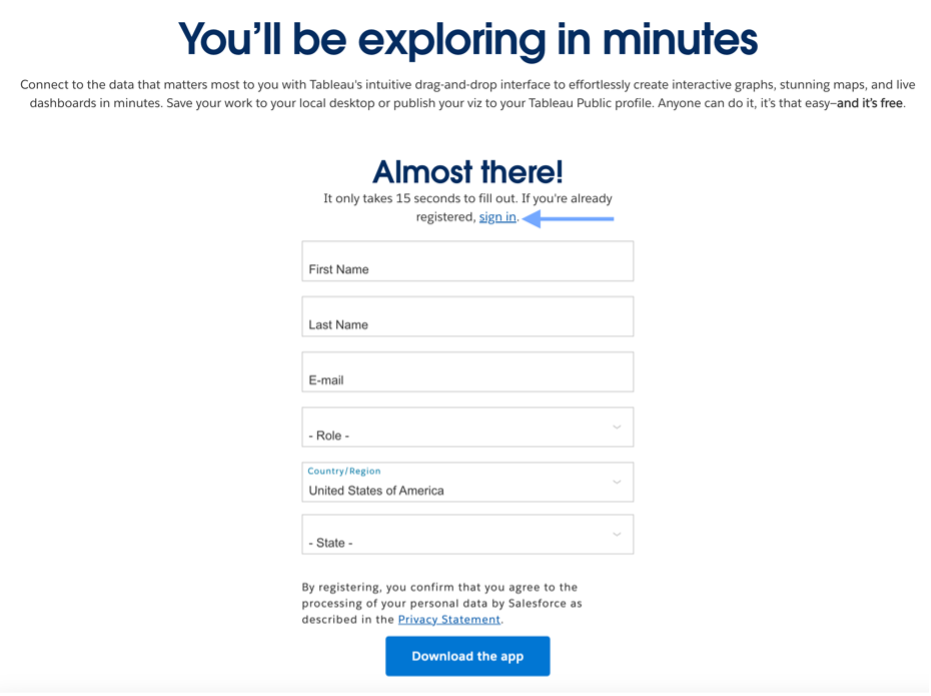 You’ll be exploring in minutes
Connect to the data that matters most to you with Tableau's intuitive drag-and-drop interface to effortlessly create interactive graphs, stunning maps, and live
dashboards in minutes. Save your work to your local desktop or publish your viz to your Tableau Public profile. Anyone can do it, it’s that easy—and it’s free.
Almost there!
It only takes 15 seconds to fill out. If you're already
registered, sign in.
First Name
Last Name
E-mail
- Role -
Country/Region
United States of America
- State -
By registering, you confirm that you agree to the
processing of your personal data by Salesforce as
described in the Privacy Statement.
Download the app